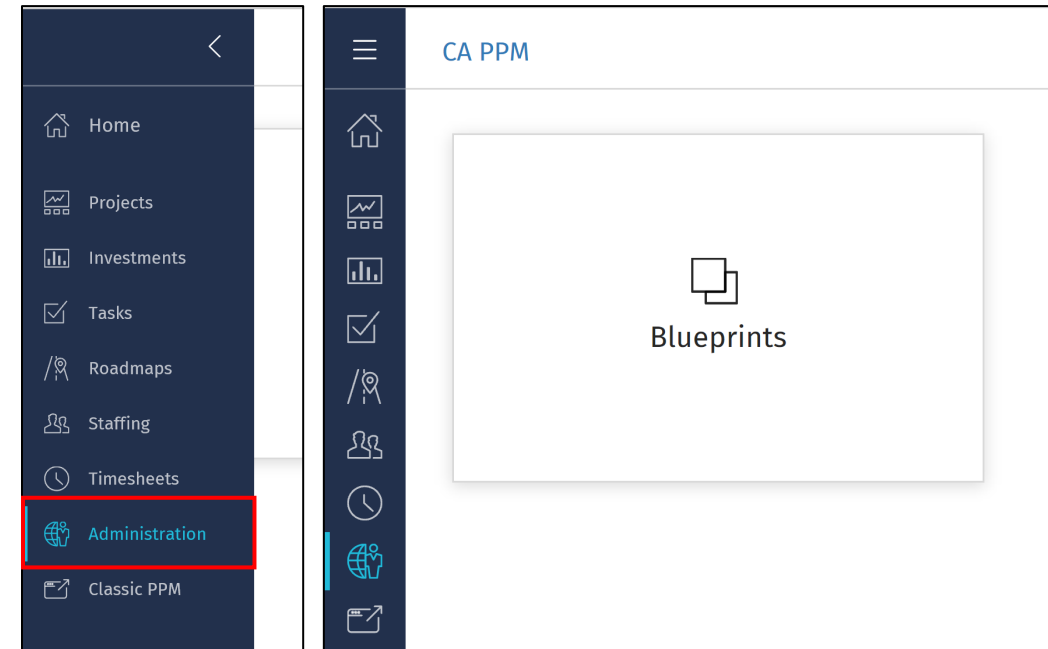 Home
Projects
Investments
Tasks
Roadmaps
Staffing
Timesheets
Administration
Classic PPM
CA PPM
Blueprints